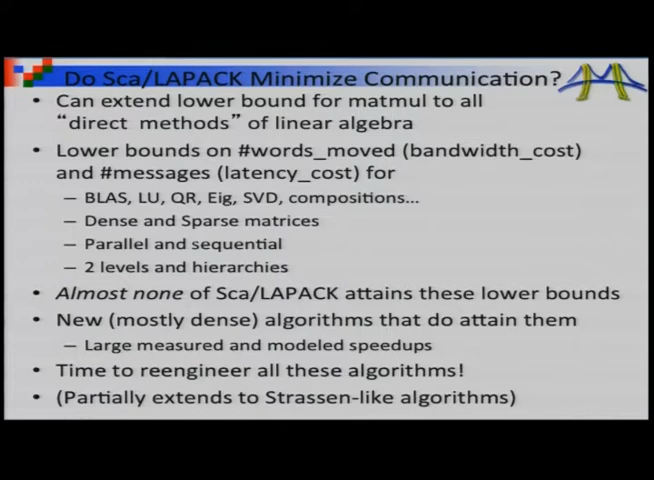 Do Sca/LAPACK Minimize Communication?
• Can extend lower bound for matmul to all
“direct methods” of linear algebra
• Lower bounds on #words_moved (bandwidth_cost)
and #messages (latency_cost) for
– BLAS, LU, QR, Eig, SVD, compositions...
– Dense and Sparse matrices
– Parallel and sequential
– 2 levels and hierarchies
• Almost none of Sca/LAPACK attains these lower bounds
• New (mostly dense) algorithms that do attain them
– Large measured and modeled speedups
• Time to reengineer all these algorithms!
• (Partially extends to Strassen-like algorithms)